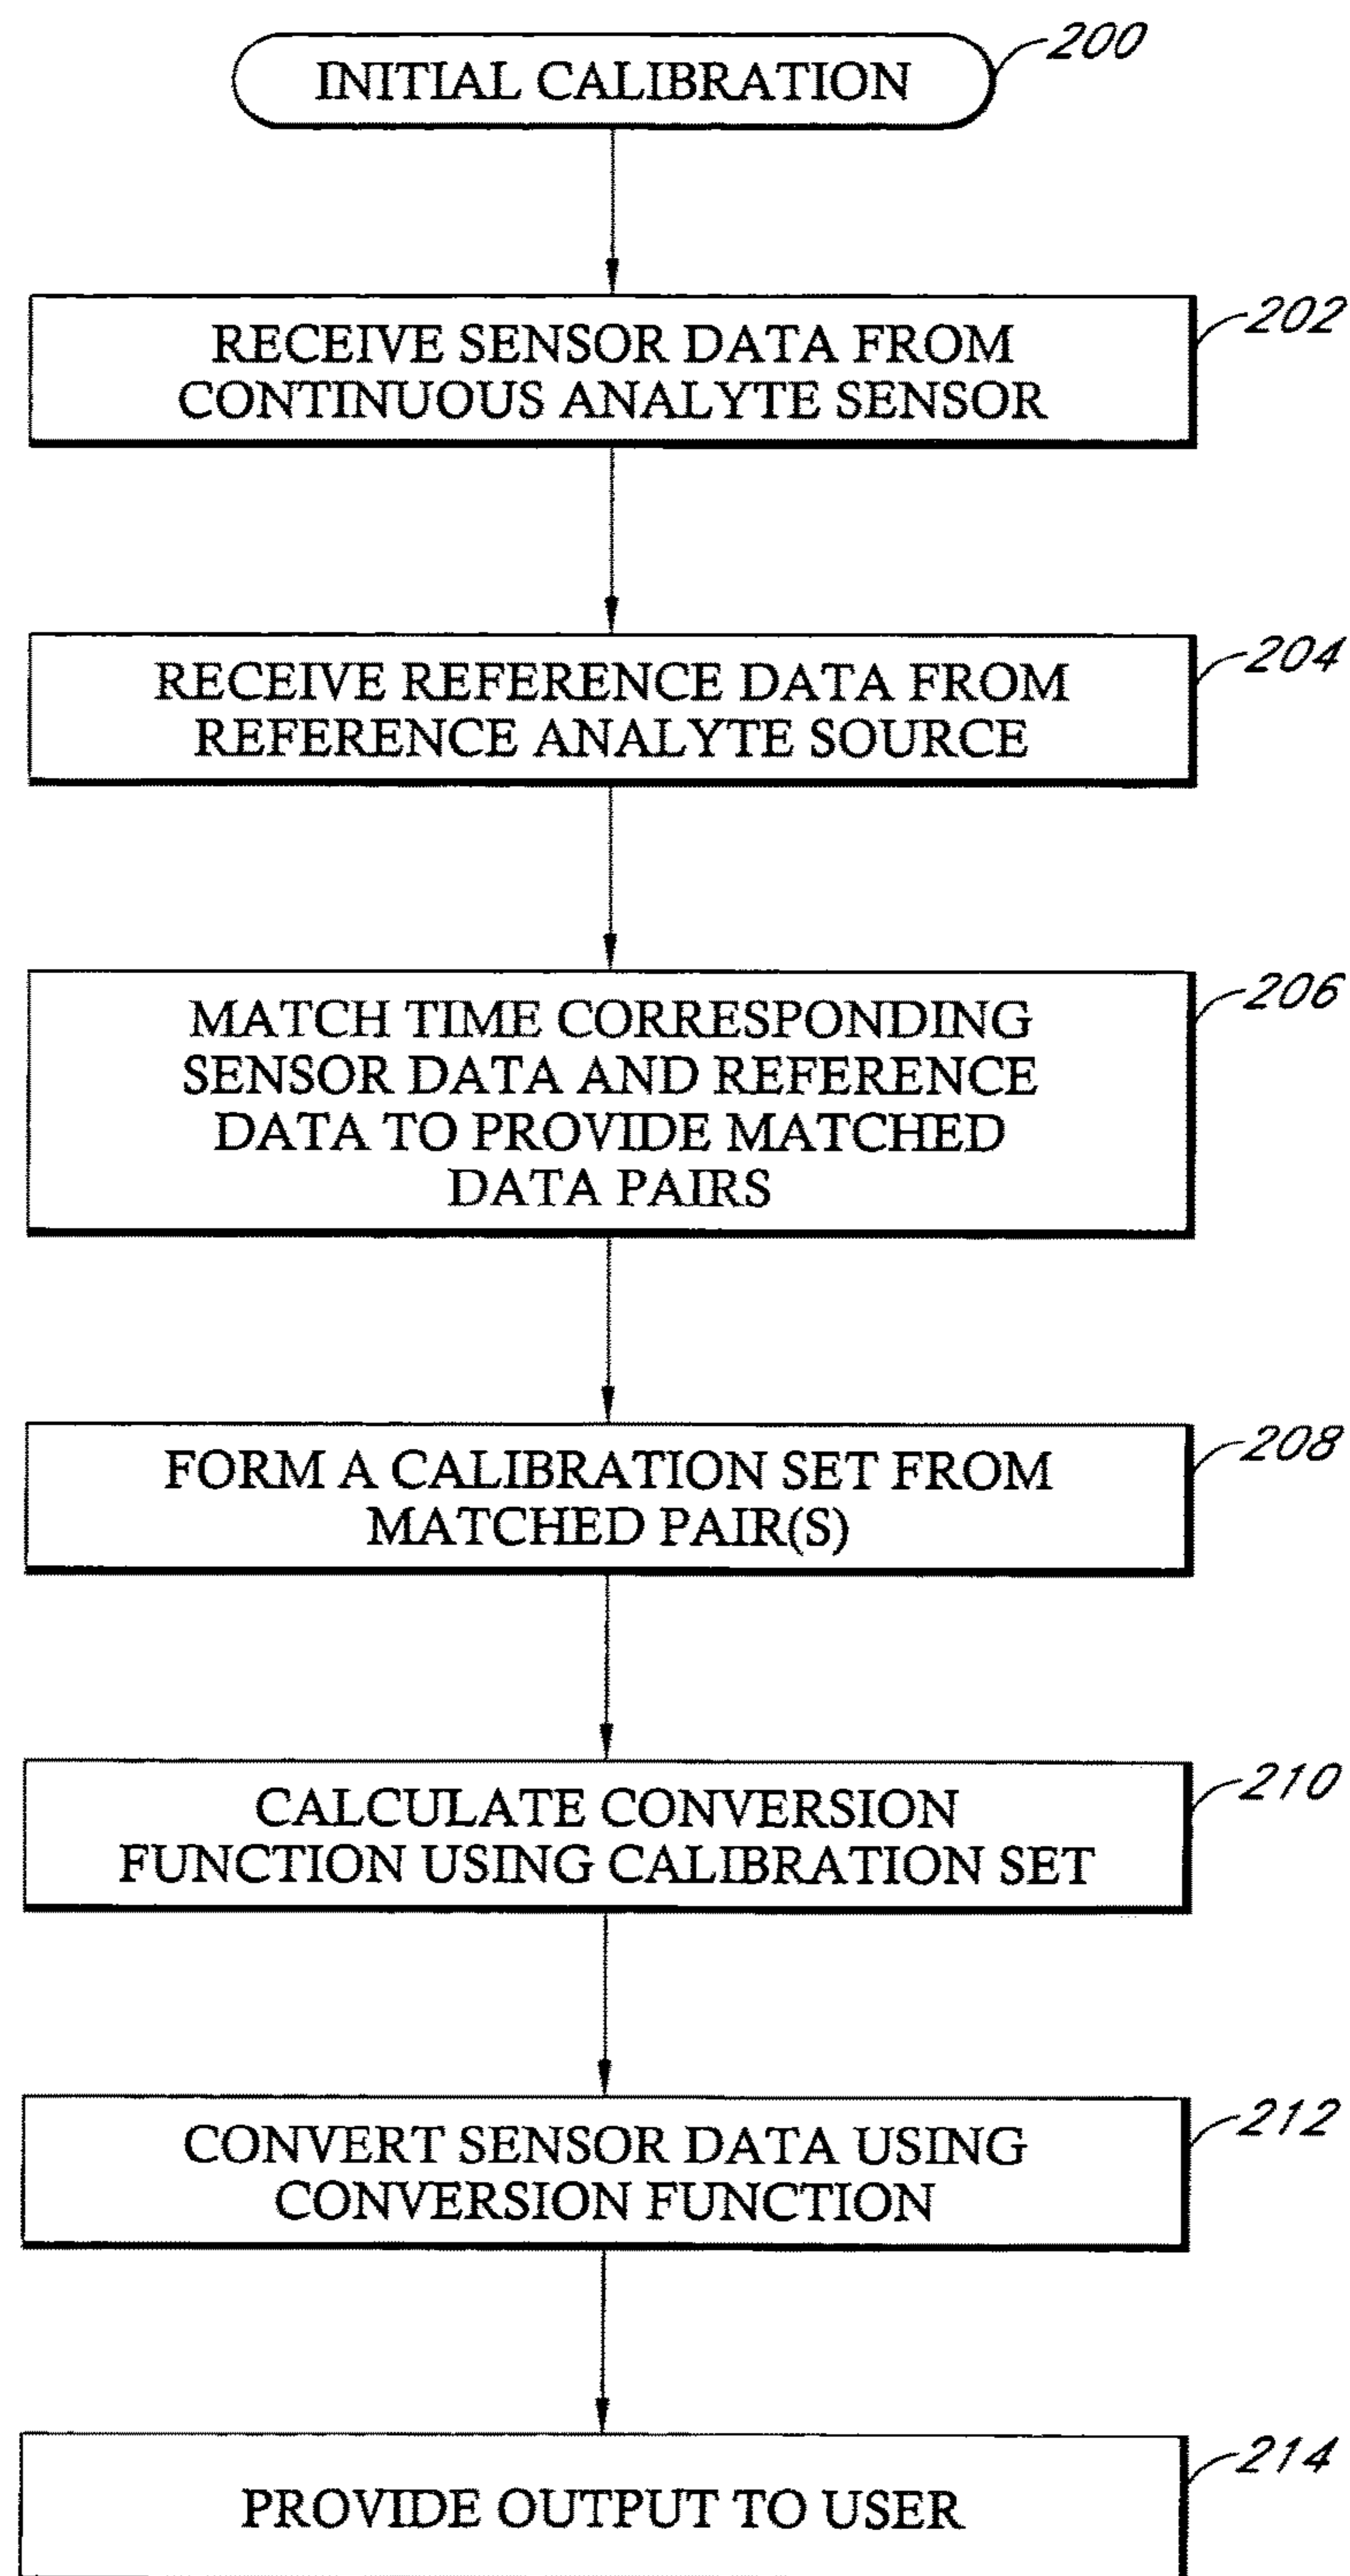 INITIAL CALIBRATION
200
RECEIVE SENSOR DATA FROM
CONTINUOUS ANALYTE SENSOR
202
RECEIVE REFERENCE DATA FROM
REFERENCE ANALYTE SOURCE
204
MATCH TIME CORRESPONDING
SENSOR DATA AND REFERENCE
DATA TO PROVIDE MATCHED
DATA PAIRS
206
FORM A CALIBRATION SET FROM
MATCHED PAIR(S)
208
CALCULATE CONVERSION
FUNCTION USING CALIBRATION SET
210
CONVERT SENSOR DATA USING
CONVERSION FUNCTION
212
PROVIDE OUTPUT TO USER
214